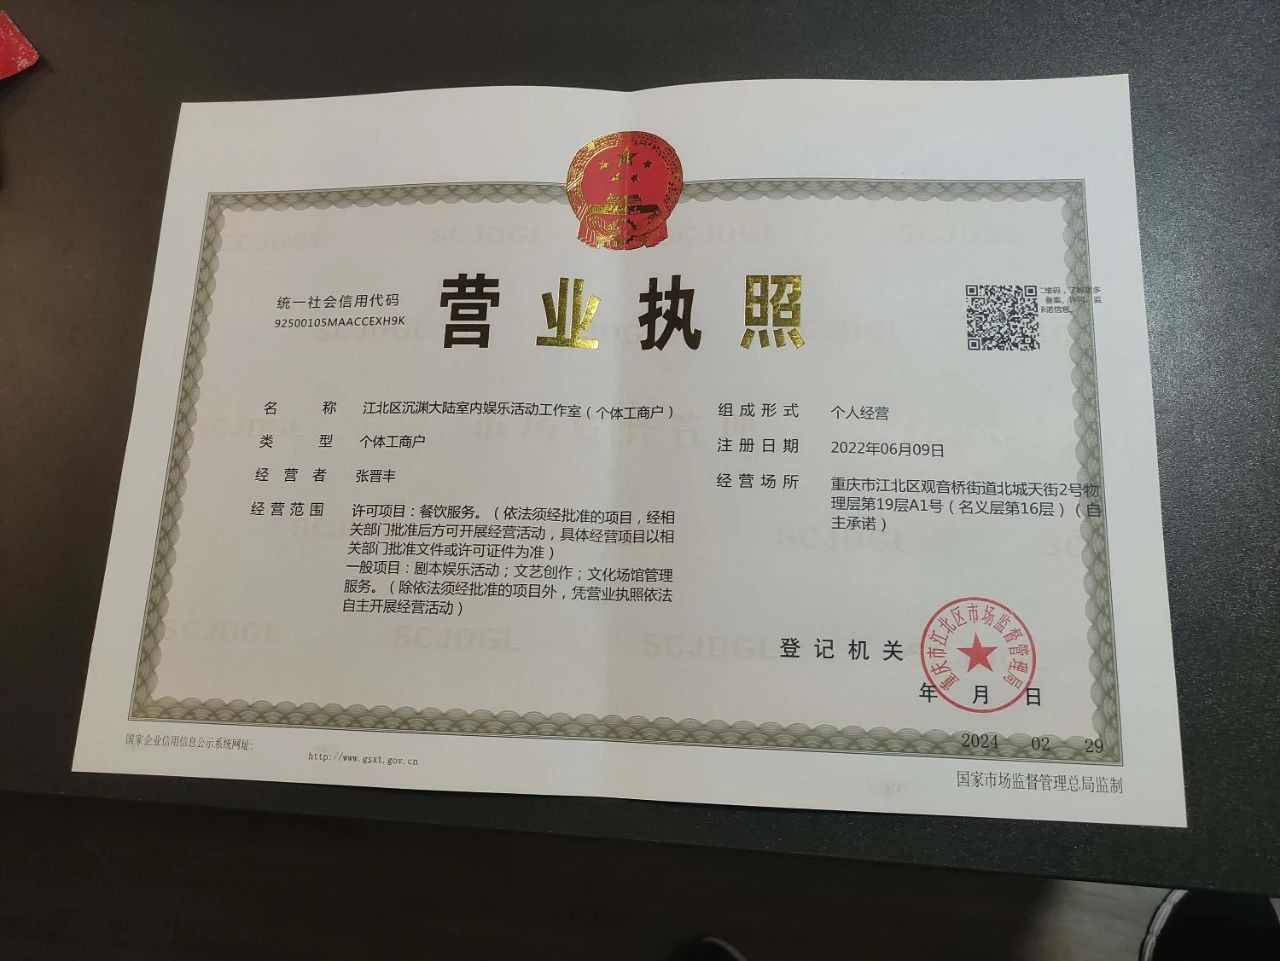 营业执照
统一社会信用代码
92500105MAACCEXH9K
二维码，了解更多
备案、许可、监
名 称 江北区沉渊大陆室内娱乐活动工作室（个体工商户）
类 型 个体工商户
经 营 者 张晋丰
经 营 范 围 许可项目：餐饮服务。（依法须经批准的项目，经相
关部门批准后方可开展经营活动，具体经营项目以相
关部门批准文件或许可证件为准）
一般项目：剧本娱乐活动；文艺创作；文化场馆管理
服务。（除依法须经批准的项目外，凭营业执照依法
自主开展经营活动）
组 成 形 式 个人经营
注 册 日 期 2022年06月09日
经 营 场 所 重庆市江北区观音桥街道北城天街2号物
理层第19层A1号（名义层第16层）（自
主承诺）
登 记 机 关
重庆市江北区市场监督管理局
年 月 日
2024 02 29
国家企业信用信息公示系统网址：
http://www.gsxt.gov.cn
国家市场监督管理总局监制
SCJDGL